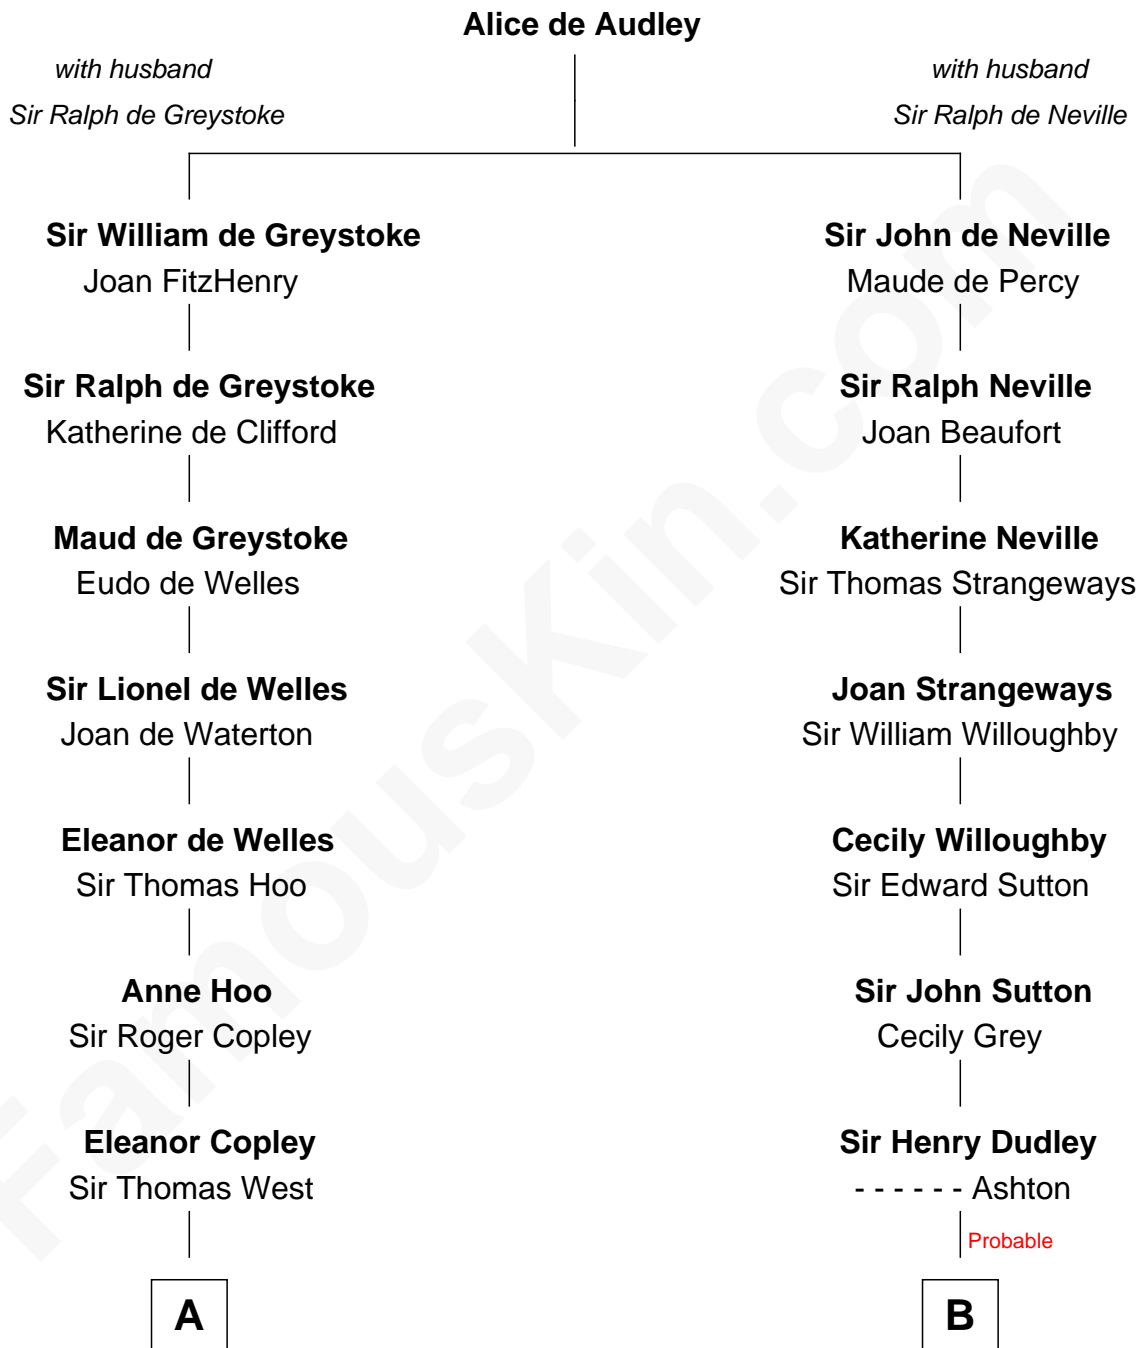 Alice de Audley
with husband
Sir Ralph de Greystoke
with husband
Sir Ralph de Neville
Sir William de Greystoke
Joan FitzHenry
Sir Ralph de Greystoke
Katherine de Clifford
Maud de Greystoke
Eudo de Welles
Sir Lionel de Welles
Joan de Waterton
Eleanor de Welles
Sir Thomas Hoo
Anne Hoo
Sir Roger Copley
Eleanor Copley
Sir Thomas West
A
Sir John de Neville
Maude de Percy
Sir Ralph Neville
Joan Beaufort
Katherine Neville
Sir Thomas Strangeways
Joan Strangeways
Sir William Willoughby
Cecily Willoughby
Sir Edward Sutton
Sir John Sutton
Cecily Grey
Sir Henry Dudley
- - - - - - Ashton
Probable
B
FamousKin.com